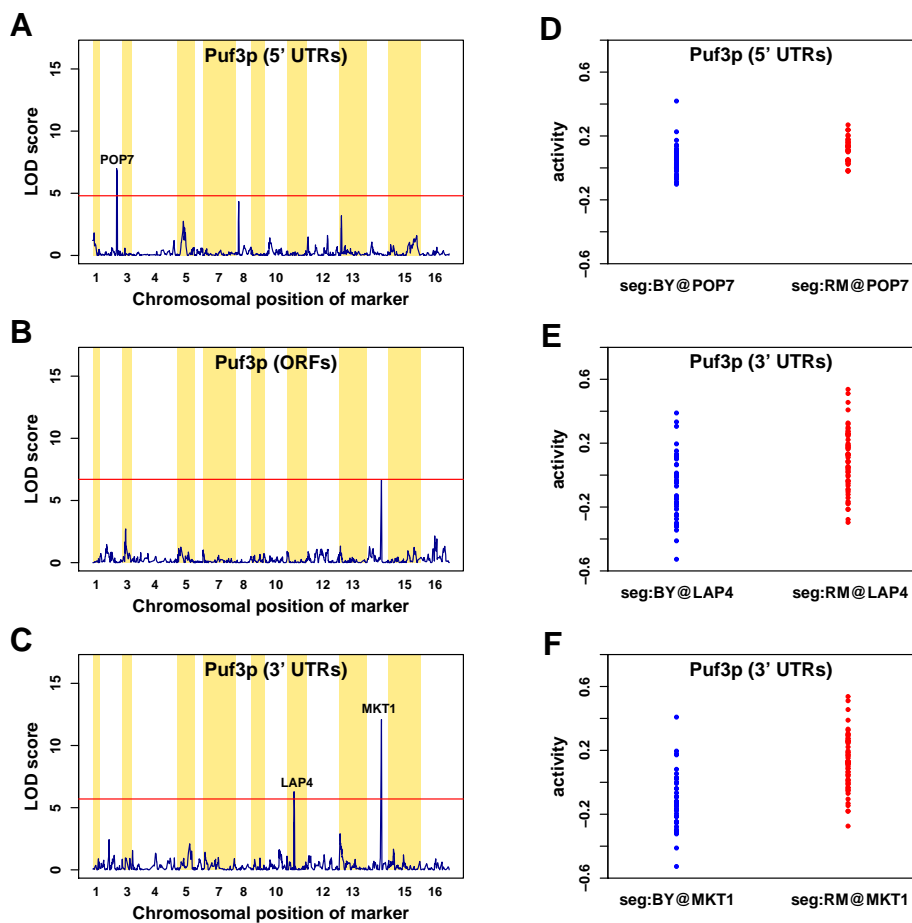 A
Puf3p (5’ UTRs)
LOD score
15
10
5
0
POP7
1 3 4 5 7 8 10 12 13 15 16
Chromosomal position of marker
D
Puf3p (5’ UTRs)
activity
0.6
0.2
−0.2
−0.6
seg:BY@POP7 seg:RM@POP7
B
Puf3p (ORFs)
LOD score
15
10
5
0
1 3 4 5 7 8 10 12 13 15 16
Chromosomal position of marker
E
Puf3p (3’ UTRs)
activity
0.6
0.2
−0.2
−0.6
seg:BY@LAP4 seg:RM@LAP4
C
Puf3p (3’ UTRs)
LOD score
15
10
5
0
MKT1
LAP4
1 3 4 5 7 8 10 12 13 15 16
Chromosomal position of marker
F
Puf3p (3’ UTRs)
activity
0.6
0.2
−0.2
−0.6
seg:BY@MKT1 seg:RM@MKT1